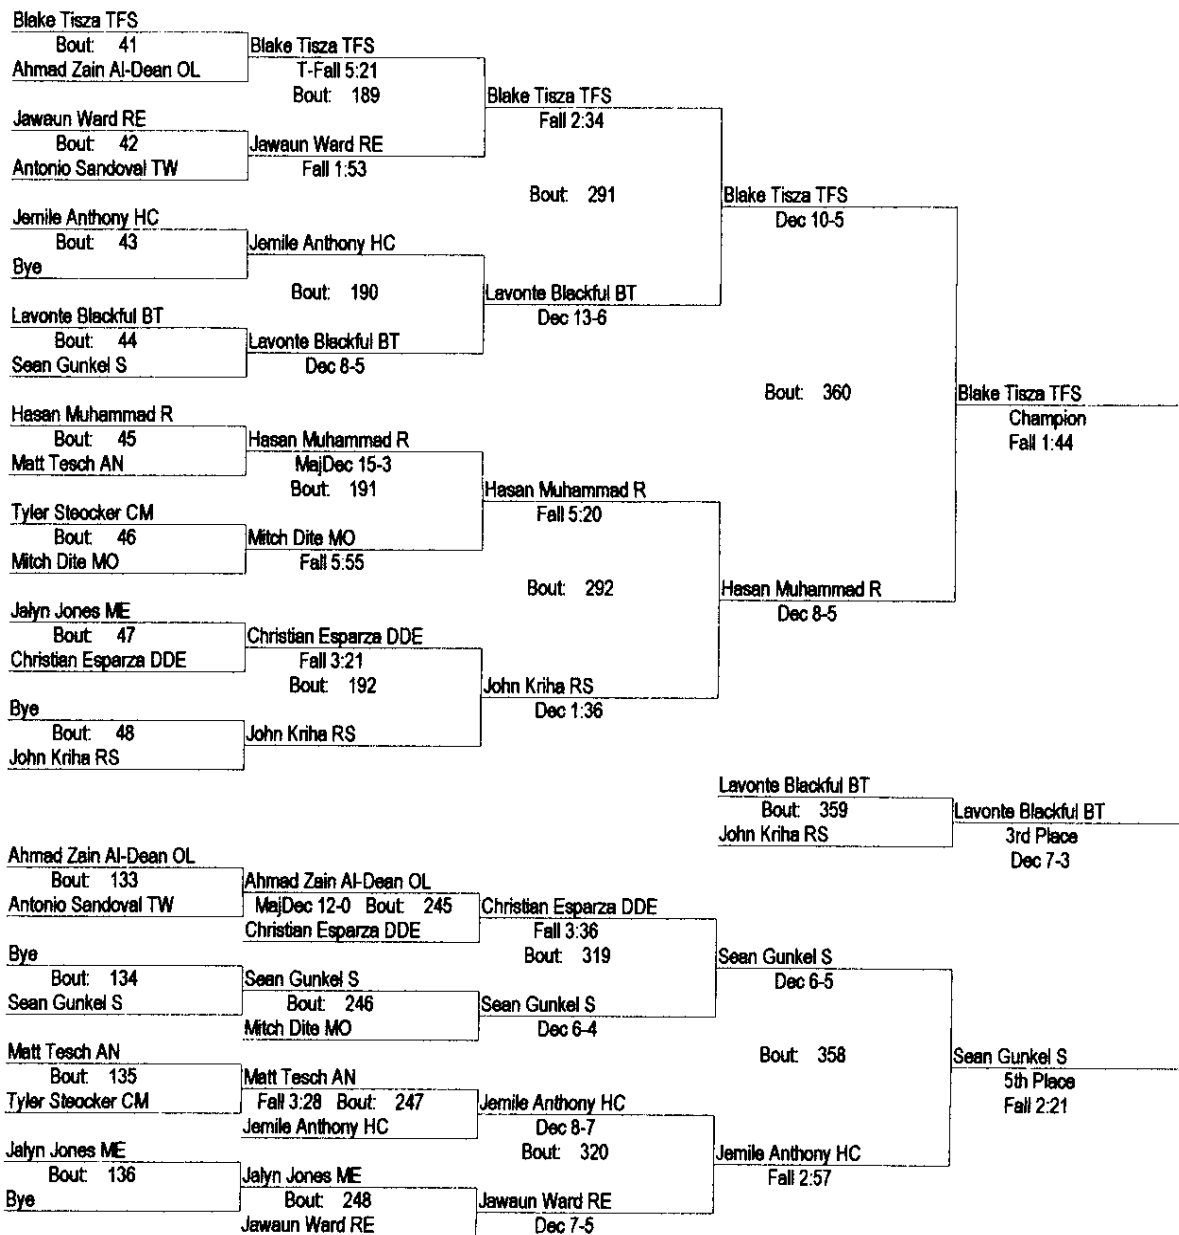 Blake Tisza TFS
Bout: 41
Ahmad Zain Al-Dean OL
Blake Tisza TFS
T-Fall 5:21
Bout: 189
Jawaun Ward RE
Bout: 42
Antonio Sandoval TW
Jawaun Ward RE
Fall 1:53
Blake Tisza TFS
Fall 2:34
Bout: 291
Jemile Anthony HC
Bout: 43
Bye
Jemile Anthony HC
Bout: 190
Lavonte Blackful BT
Bout: 44
Sean Gunkel S
Lavonte Blackful BT
Dec 8-5
Lavonte Blackful BT
Dec 13-6
Blake Tisza TFS
Dec 10-5
Bout: 360
Blake Tisza TFS
Champion
Fall 1:44
Hasan Muhammad R
Bout: 45
Matt Tesch AN
Hasan Muhammad R
MajDec 15-3
Bout: 191
Tyler Steocker CM
Bout: 46
Mitch Dite MO
Mitch Dite MO
Fall 5:55
Hasan Muhammad R
Fall 5:20
Bout: 292
Jalyn Jones ME
Bout: 47
Christian Esparza DDE
Christian Esparza DDE
Fall 3:21
Bout: 192
Bye
Bout: 48
John Kriha RS
John Kriha RS
John Kriha RS
Dec 1:36
Hasan Muhammad R
Dec 8-5
Lavonte Blackful BT
Bout: 359
John Kriha RS
Lavonte Blackful BT
3rd Place
Dec 7-3
Ahmad Zain Al-Dean OL
Bout: 133
Antonio Sandoval TW
Ahmad Zain Al-Dean OL
MajDec 12-0 Bout: 245
Christian Esparza DDE
Christian Esparza DDE
Fall 3:36
Bout: 319
Bye
Bout: 134
Sean Gunkel S
Sean Gunkel S
Bout: 246
Mitch Dite MO
Sean Gunkel S
Dec 6-4
Sean Gunkel S
Dec 6-5
Bout: 358
Sean Gunkel S
5th Place
Fall 2:21
Matt Tesch AN
Bout: 135
Tyler Steocker CM
Matt Tesch AN
Fall 3:28 Bout: 247
Jemile Anthony HC
Jemile Anthony HC
Dec 8-7
Bout: 320
Jalyn Jones ME
Bout: 136
Bye
Jalyn Jones ME
Bout: 248
Jawaun Ward RE
Jawaun Ward RE
Dec 7-5
Jemile Anthony HC
Fall 2:57